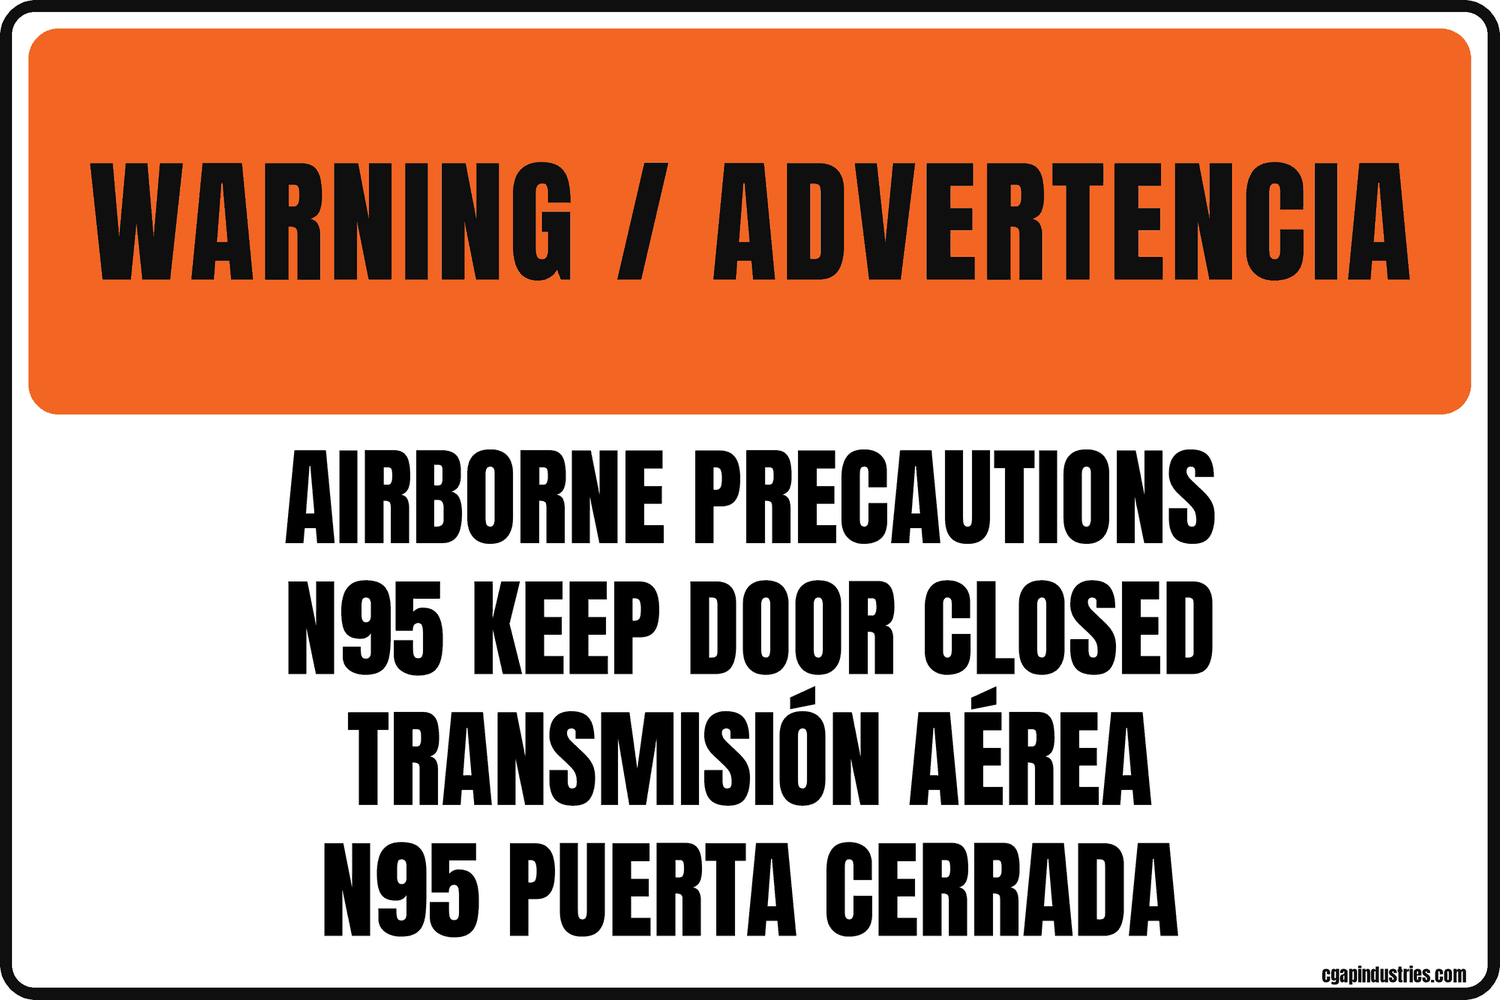 WARNING / ADVERTENCIA
AIRBORNE PRECAUTIONS
N95 KEEP DOOR CLOSED
TRANSMISIÓN AÉREA
N95 PUERTA CERRADA
cgapindustries.com